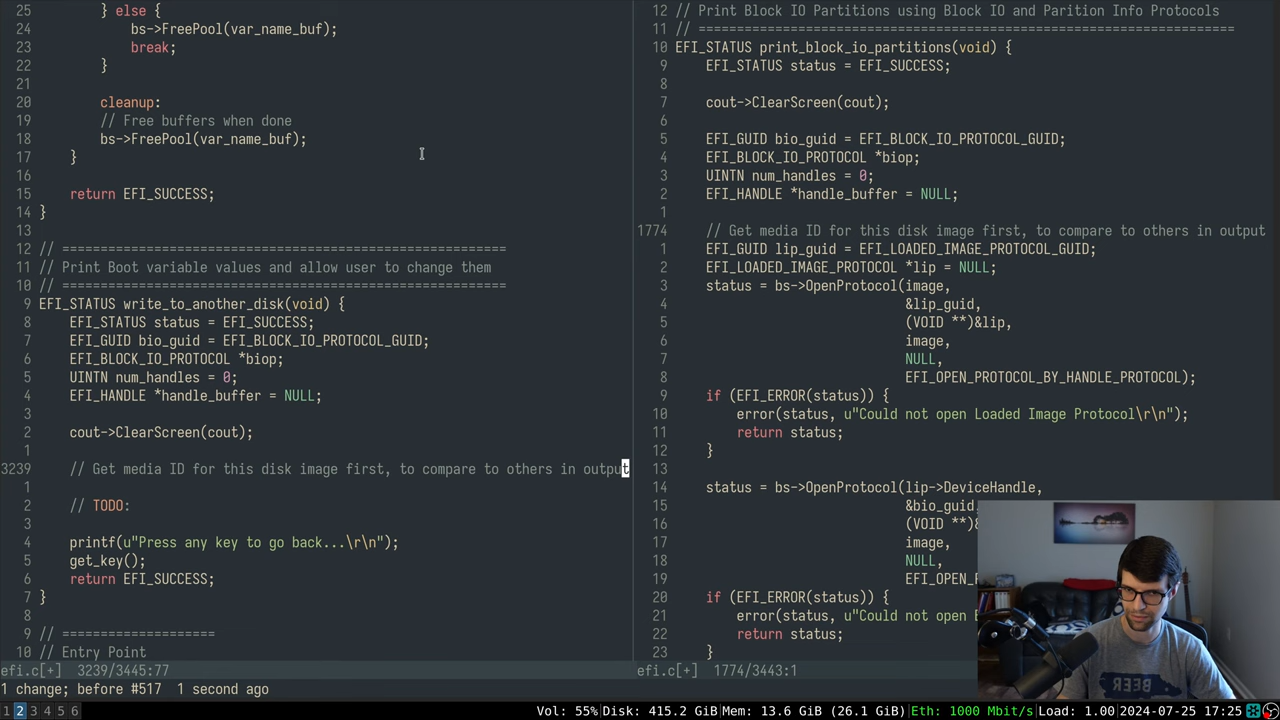 25         } else {
24             bs->FreePool(var_name_buf);
23             break;
22         }
21
20         cleanup:
19         // Free buffers when done
18         bs->FreePool(var_name_buf);
17     }
16
15     return EFI_SUCCESS;
14 }
13
12 // ==========================================================
11 // Print Boot variable values and allow user to change them
10 // ==========================================================
9 EFI_STATUS write_to_another_disk(void) {
8     EFI_STATUS status = EFI_SUCCESS;
7     EFI_GUID bio_guid = EFI_BLOCK_IO_PROTOCOL_GUID;
6     EFI_BLOCK_IO_PROTOCOL *biop;
5     UINTN num_handles = 0;
4     EFI_HANDLE *handle_buffer = NULL;
3
2     cout->ClearScreen(cout);
1
3239     // Get media ID for this disk image first, to compare to others in output
1
2     // TODO:
3
4     printf(u"Press any key to go back...\r\n");
5     get_key();
6     return EFI_SUCCESS;
7 }
8
9 // ====================
10 // Entry Point
efi.c[+]  3239/3445:77
12 // Print Block IO Partitions using Block IO and Parition Info Protocols
11 // ======================================================================
10 EFI_STATUS print_block_io_partitions(void) {
9     EFI_STATUS status = EFI_SUCCESS;
8
7     cout->ClearScreen(cout);
6
5     EFI_GUID bio_guid = EFI_BLOCK_IO_PROTOCOL_GUID;
4     EFI_BLOCK_IO_PROTOCOL *biop;
3     UINTN num_handles = 0;
2     EFI_HANDLE *handle_buffer = NULL;
1
1774     // Get media ID for this disk image first, to compare to others in output
1     EFI_GUID lip_guid = EFI_LOADED_IMAGE_PROTOCOL_GUID;
2     EFI_LOADED_IMAGE_PROTOCOL *lip = NULL;
3     status = bs->OpenProtocol(image,
4                               &lip_guid,
5                               (VOID **)&lip,
6                               image,
7                               NULL,
8                               EFI_OPEN_PROTOCOL_BY_HANDLE_PROTOCOL);
9     if (EFI_ERROR(status)) {
10         error(status, u"Could not open Loaded Image Protocol\r\n");
11         return status;
12     }
13
14     status = bs->OpenProtocol(lip->DeviceHandle,
15                               &bio_guid,
16                               (VOID **)&
17                               image,
18                               NULL,
19                               EFI_OPEN_P
20     if (EFI_ERROR(status)) {
21         error(status, u"Could not open
22         return status;
23     }
efi.c[+]  1774/3443:1
1 change; before #517  1 second ago
1 2 3 4 5 6
Vol: 55% Disk: 415.2 GiB Mem: 13.6 GiB (26.1 GiB) Eth: 1000 Mbit/s Load: 1.00 2024-07-25 17:25
BEER